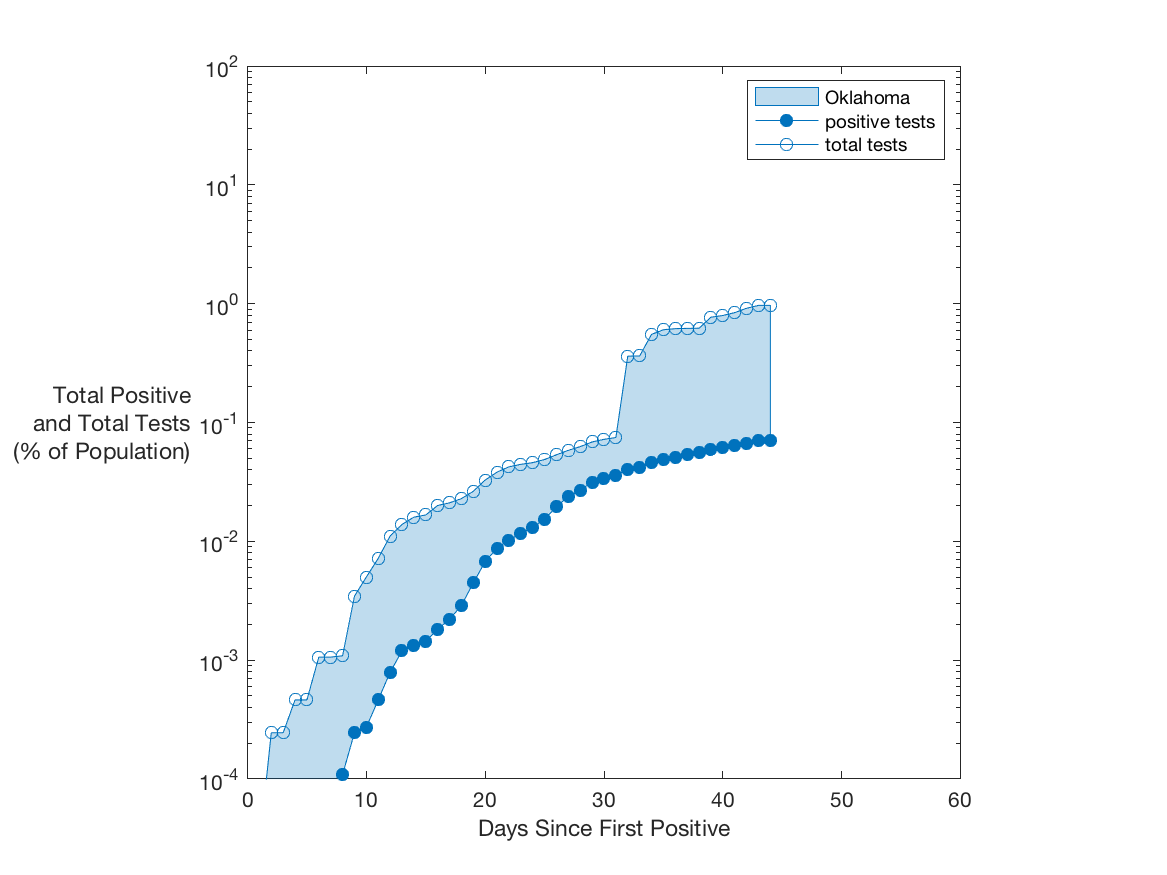 10^2
10^1
10^0
10^-1
10^-2
10^-3
10^-4
Total Positive
and Total Tests
(% of Population)
Oklahoma
positive tests
total tests
0 10 20 30 40 50 60
Days Since First Positive